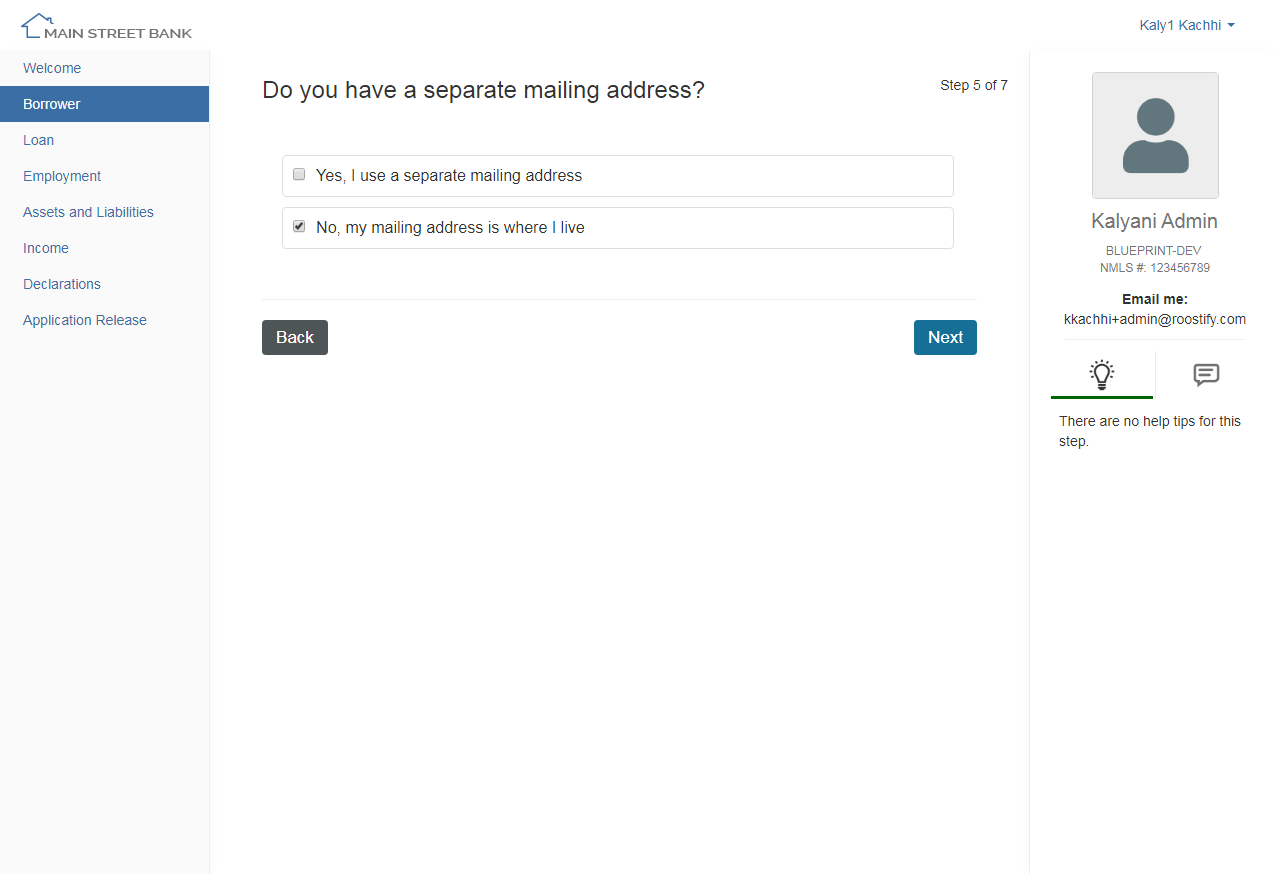 MAIN STREET BANK
Kaly1 Kachhi
Welcome
Borrower
Loan
Employment
Assets and Liabilities
Income
Declarations
Application Release
Do you have a separate mailing address?
Step 5 of 7
Yes, I use a separate mailing address
No, my mailing address is where I live
Back
Next
Kalyani Admin
BLUEPRINT-DEV
NMLS #: 123456789
Email me:
kkachhi+admin@roostify.com
There are no help tips for this
step.